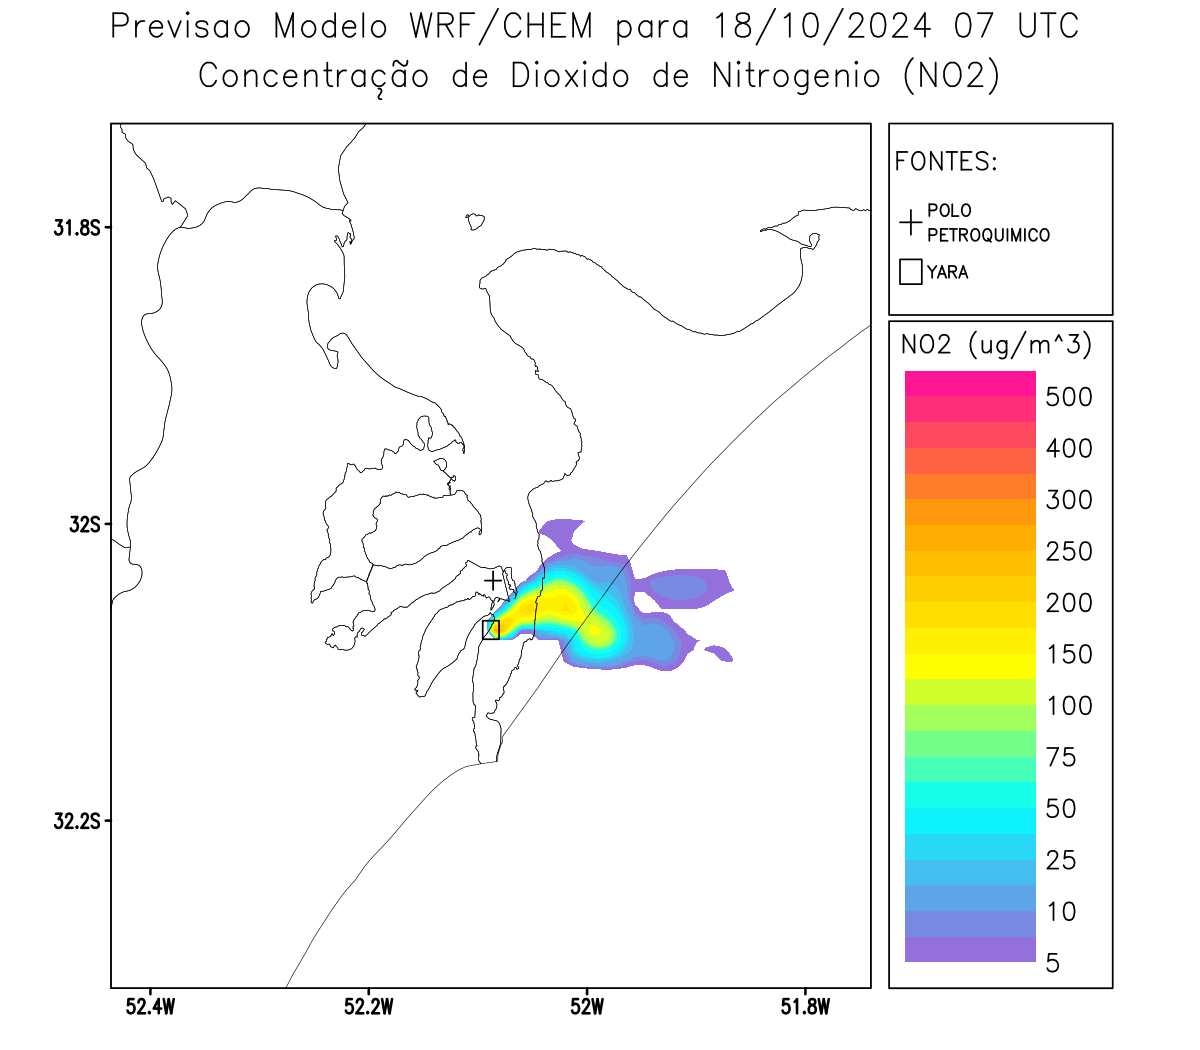 Previsao Modelo WRF/CHEM para 18/10/2024 07 UTC
Concentração de Dioxido de Nitrogenio (NO2)
FONTES:
POLO
PETROQUIMICO
YARA
NO2 (ug/m^3)
500
400
300
250
200
150
100
75
50
25
10
5
31.8S
32S
32.2S
52.4W
52.2W
52W
51.8W